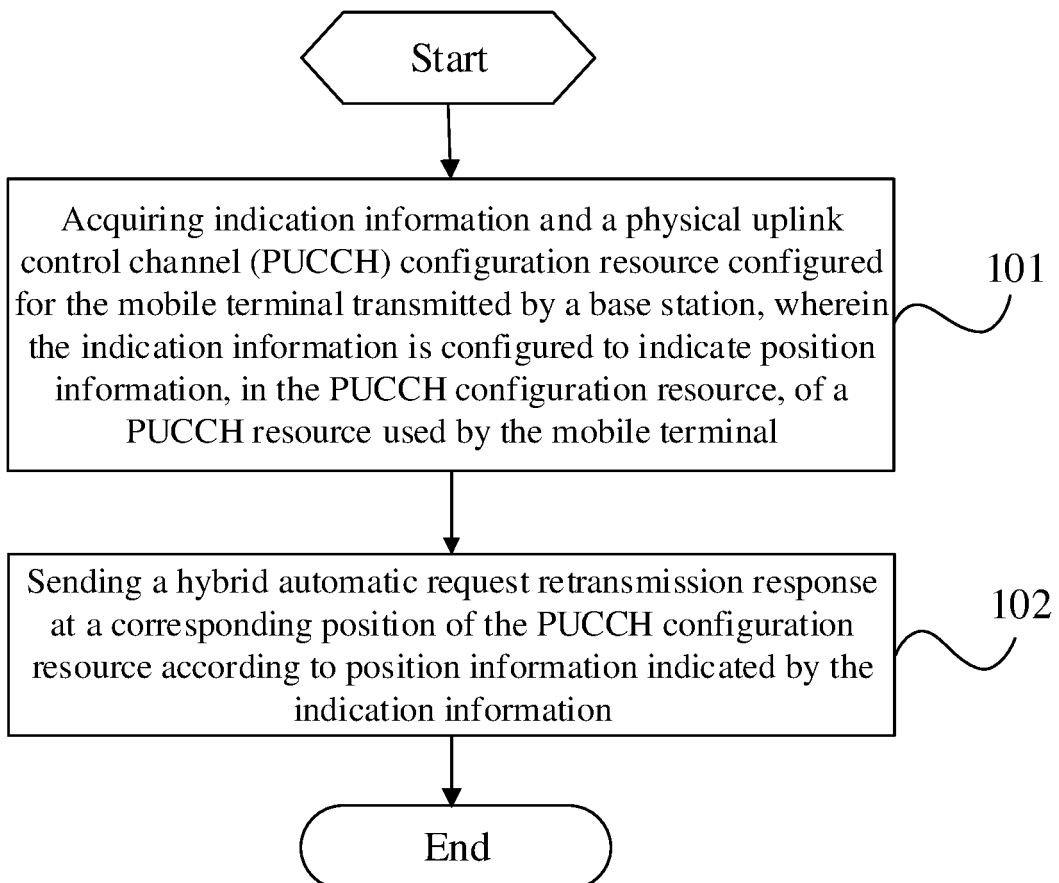 Start
Acquiring indication information and a physical uplink
control channel (PUCCH) configuration resource configured
for the mobile terminal transmitted by a base station, wherein
the indication information is configured to indicate position
information, in the PUCCH configuration resource, of a
PUCCH resource used by the mobile terminal
101
Sending a hybrid automatic request retransmission response
at a corresponding position of the PUCCH configuration
resource according to position information indicated by the
indication information
102
End